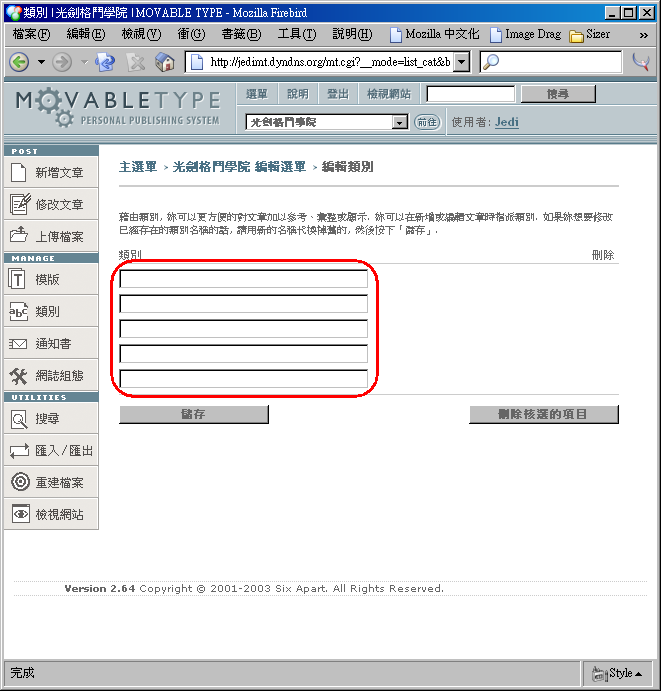 類別 | 光劍格鬥學院 | MOVABLE TYPE - Mozilla Firebird
檔案(F) 編輯(E) 檢視(V) 衝(G) 書籤(B) 工具(T) 說明(H) Mozilla 中文化 Image Drag Sizer »
http://jedimt.dyndns.org/mt.cgi?__mode=list_cat&b
MOVABLETYPE
PERSONAL PUBLISHING SYSTEM
選單 說明 登出 檢視網站 搜尋
光劍格鬥學院 前往 使用者: Jedi
POST
新增文章
修改文章
上傳檔案
MANAGE
模版
類別
通知書
網誌組態
UTILITIES
搜尋
匯入/匯出
重建檔案
檢視網站
主選單 > 光劍格鬥學院 編輯選單 > 編輯類別
藉由類別, 妳可以更方便的對文章加以參考、彙整或顯示. 妳可以在新增或編輯文章時指派類別. 如果妳想要修改
已經存在的類別名稱的話, 請用新的名稱代換掉舊的, 然後按下「儲存」.
類別 刪除
儲存 刪除核選的項目
Version 2.64 Copyright © 2001-2003 Six Apart. All Rights Reserved.
完成 Style